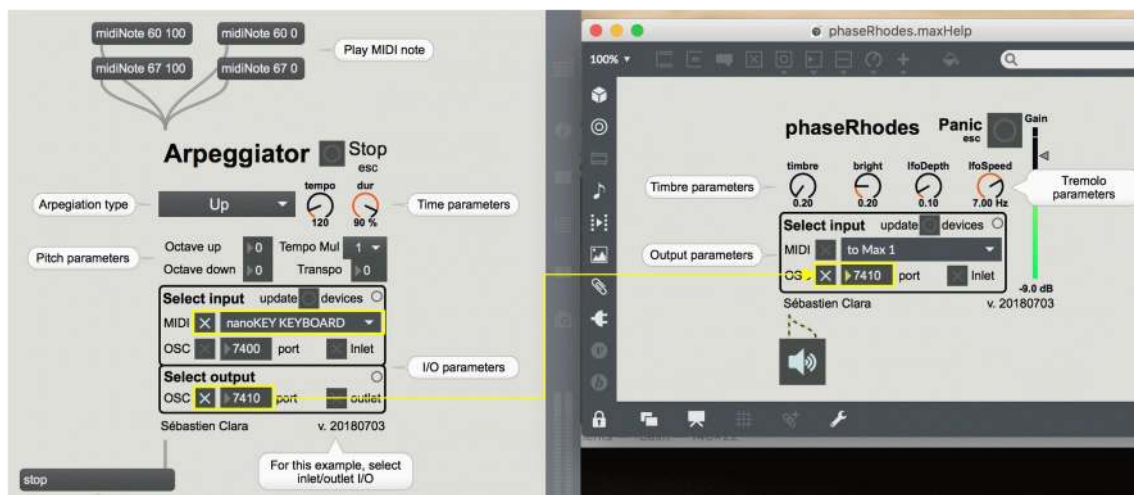 midiNote 60 100
midiNote 60 0
midiNote 67 100
midiNote 67 0
Play MIDI note
Arpeggiator
Stop
esc
Arpegiation type
Up
tempo
120
dur
90 %
Time parameters
Pitch parameters
Octave up
0
Tempo Mul
1
Octave down
0
Transpo
0
Select input
update
devices
MIDI
nanoKEY KEYBOARD
OSC
7400
port
Inlet
I/O parameters
Select output
OSC
7410
port
outlet
Sébastien Clara
v. 20180703
For this example, select
inlet/outlet I/O
stop
phaseRhodes.maxHelp
100%
phaseRhodes
Panic
esc
Gain
Timbre parameters
timbre
0.20
bright
0.20
lfoDepth
0.10
lfoSpeed
7.00 Hz
Tremolo
parameters
Select input
update
devices
Output parameters
MIDI
to Max 1
7410
port
Inlet
-9.0 dB
Sébastien Clara
v. 20180703